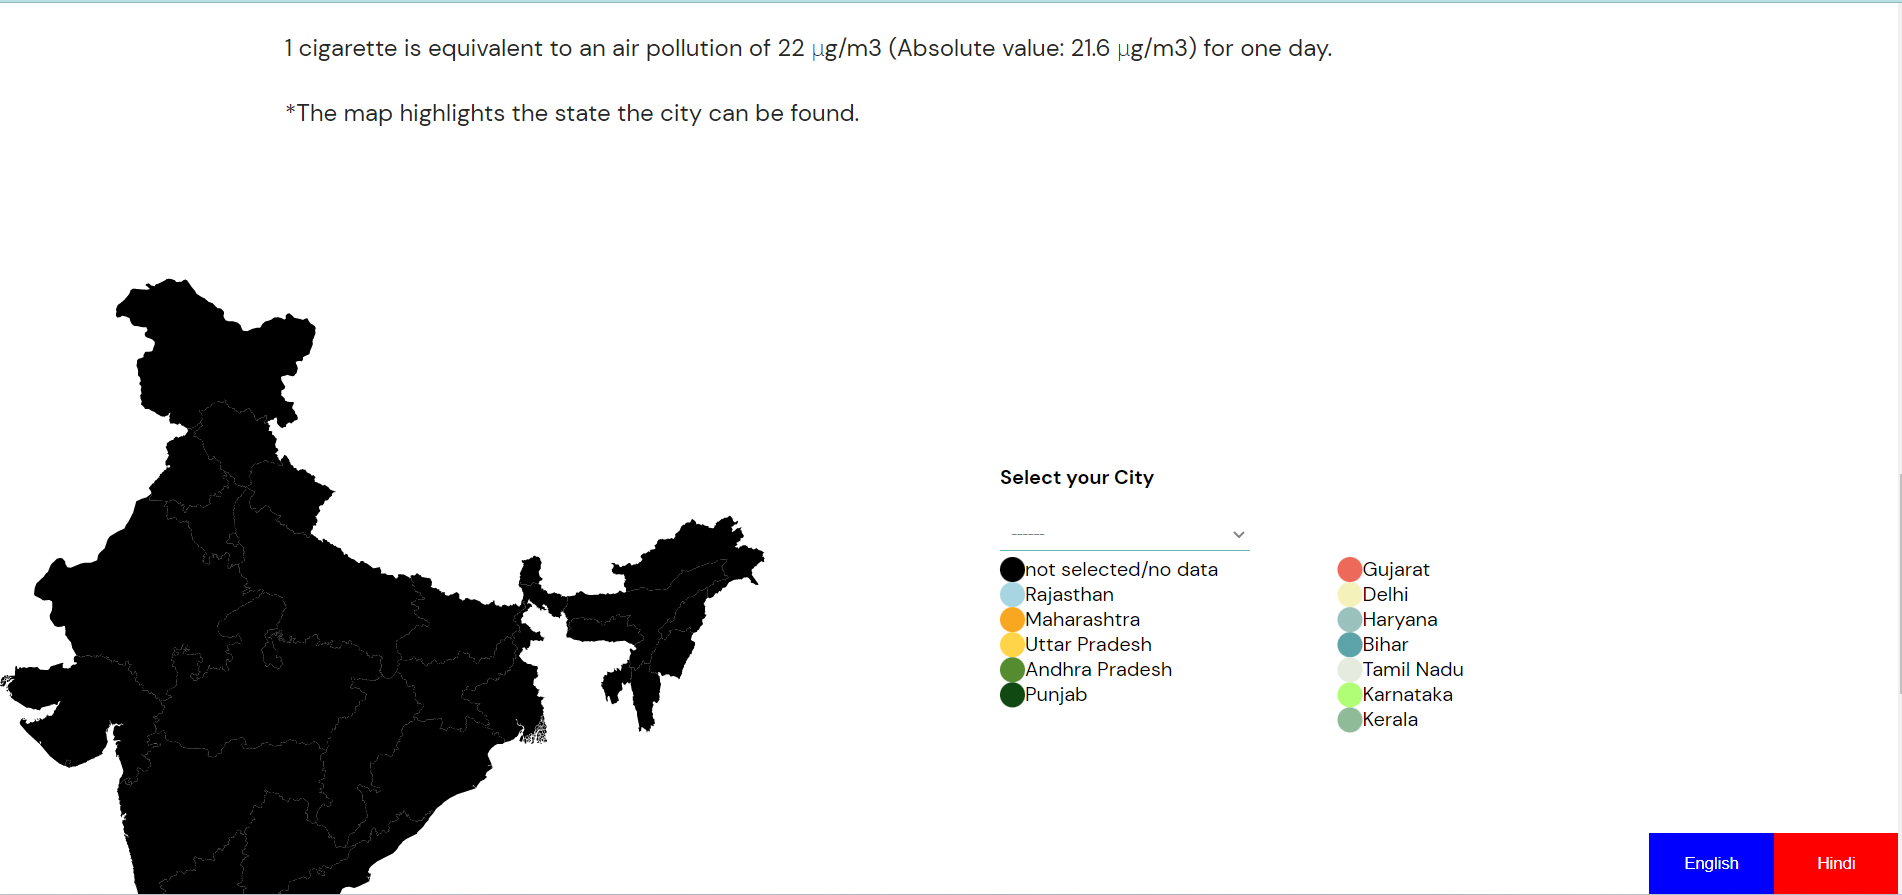 1 cigarette is equivalent to an air pollution of 22 µg/m3 (Absolute value: 21.6 µg/m3) for one day.
*The map highlights the state the city can be found.
Select your City
------
not selected/no data
Rajasthan
Maharashtra
Uttar Pradesh
Andhra Pradesh
Punjab
Gujarat
Delhi
Haryana
Bihar
Tamil Nadu
Karnataka
Kerala
English
Hindi